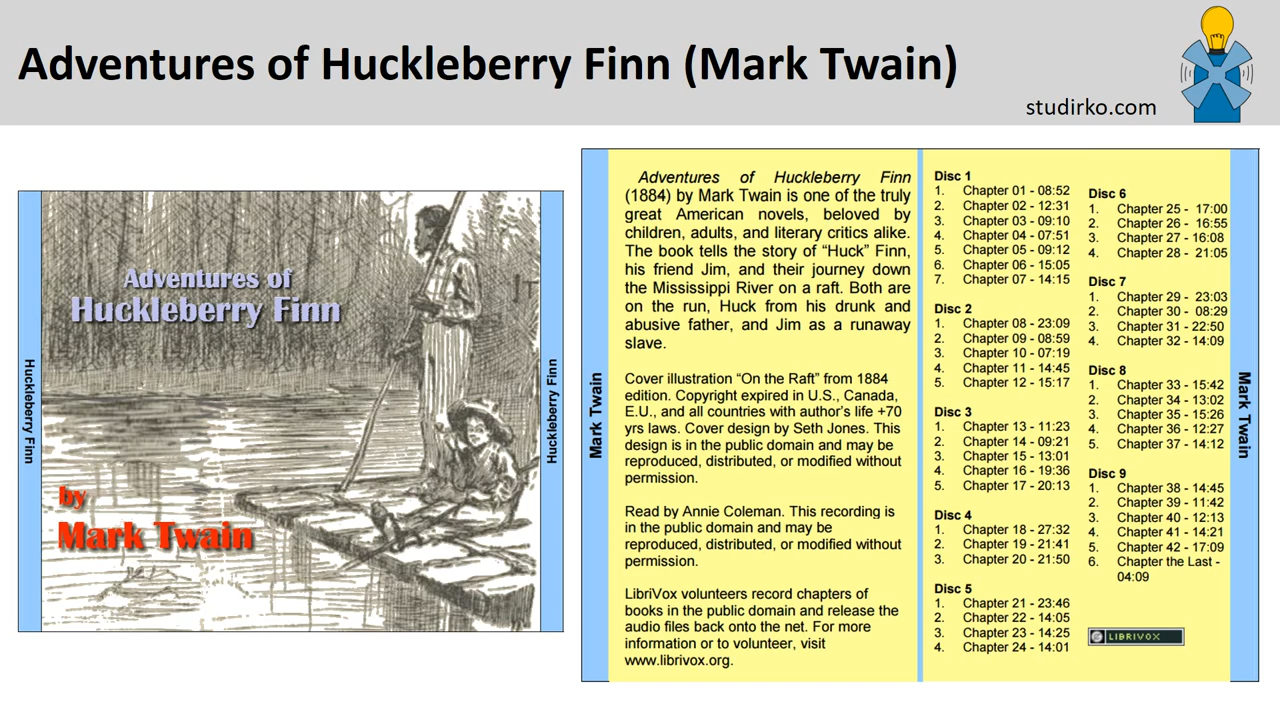 Adventures of Huckleberry Finn (Mark Twain)
studirko.com
Huckleberry Finn
Adventures of
Huckleberry Finn
by
Mark Twain
Huckleberry Finn
Mark Twain
Adventures of Huckleberry Finn
(1884) by Mark Twain is one of the truly
great American novels, beloved by
children, adults, and literary critics alike.
The book tells the story of “Huck” Finn,
his friend Jim, and their journey down
the Mississippi River on a raft. Both are
on the run, Huck from his drunk and
abusive father, and Jim as a runaway
slave.
Cover illustration “On the Raft” from 1884
edition. Copyright expired in U.S., Canada,
E.U., and all countries with author’s life +70
yrs laws. Cover design by Seth Jones. This
design is in the public domain and may be
reproduced, distributed, or modified without
permission.
Read by Annie Coleman. This recording is
in the public domain and may be
reproduced, distributed, or modified without
permission.
LibriVox volunteers record chapters of
books in the public domain and release the
audio files back onto the net. For more
information or to volunteer, visit
www.librivox.org.
Disc 1
1. Chapter 01 - 08:52
2. Chapter 02 - 12:31
3. Chapter 03 - 09:10
4. Chapter 04 - 07:51
5. Chapter 05 - 09:12
6. Chapter 06 - 15:05
7. Chapter 07 - 14:15
Disc 2
1. Chapter 08 - 23:09
2. Chapter 09 - 08:59
3. Chapter 10 - 07:19
4. Chapter 11 - 14:45
5. Chapter 12 - 15:17
Disc 3
1. Chapter 13 - 11:23
2. Chapter 14 - 09:21
3. Chapter 15 - 13:01
4. Chapter 16 - 19:36
5. Chapter 17 - 20:13
Disc 4
1. Chapter 18 - 27:32
2. Chapter 19 - 21:41
3. Chapter 20 - 21:50
Disc 5
1. Chapter 21 - 23:46
2. Chapter 22 - 14:05
3. Chapter 23 - 14:25
4. Chapter 24 - 14:01
Disc 6
1. Chapter 25 - 17:00
2. Chapter 26 - 16:55
3. Chapter 27 - 16:08
4. Chapter 28 - 21:05
Disc 7
1. Chapter 29 - 23:03
2. Chapter 30 - 08:29
3. Chapter 31 - 22:50
4. Chapter 32 - 14:09
Disc 8
1. Chapter 33 - 15:42
2. Chapter 34 - 13:02
3. Chapter 35 - 15:26
4. Chapter 36 - 12:27
5. Chapter 37 - 14:12
Disc 9
1. Chapter 38 - 14:45
2. Chapter 39 - 11:42
3. Chapter 40 - 12:13
4. Chapter 41 - 14:21
5. Chapter 42 - 17:09
6. Chapter the Last -
04:09
LIBRIVOX
Mark Twain